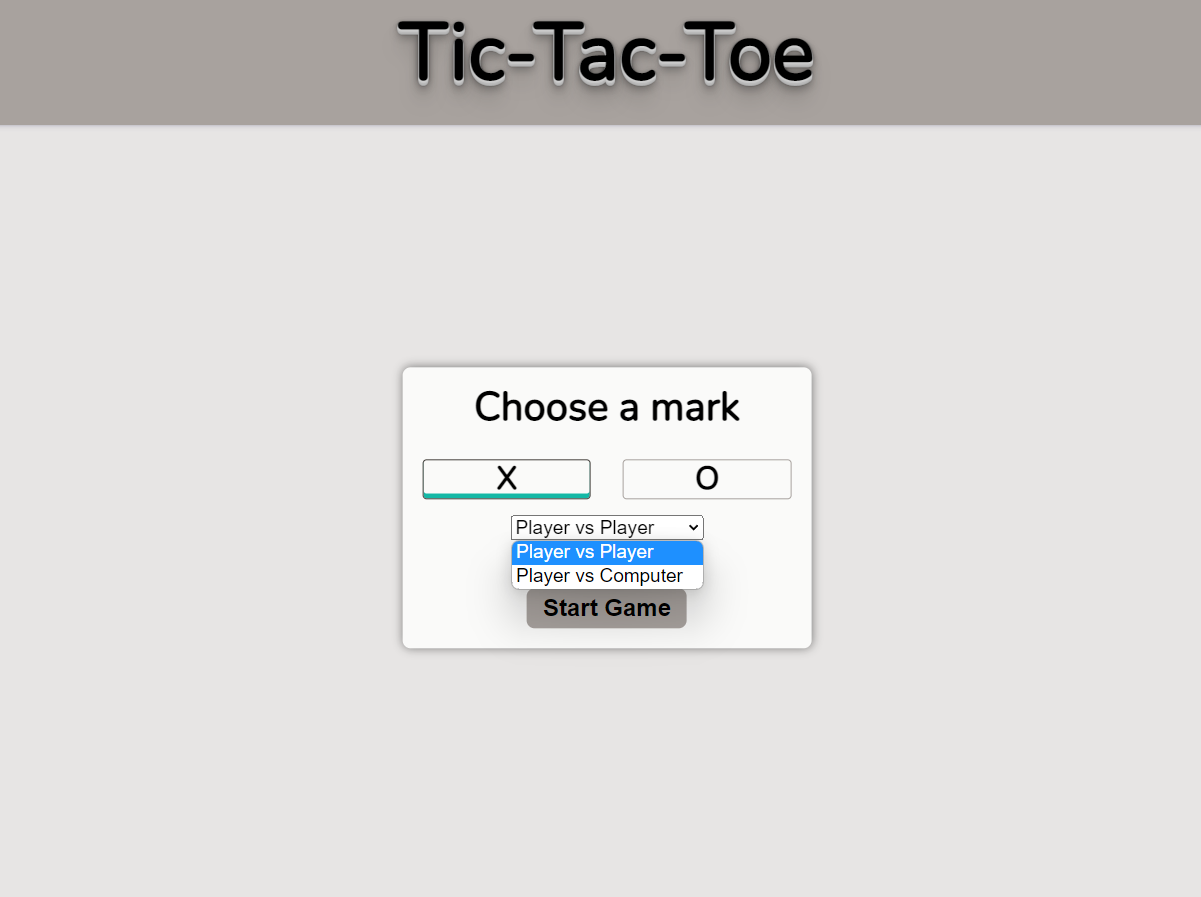 Tic-Tac-Toe
Choose a mark
X O
Player vs Player
Player vs Player
Player vs Computer
Start Game